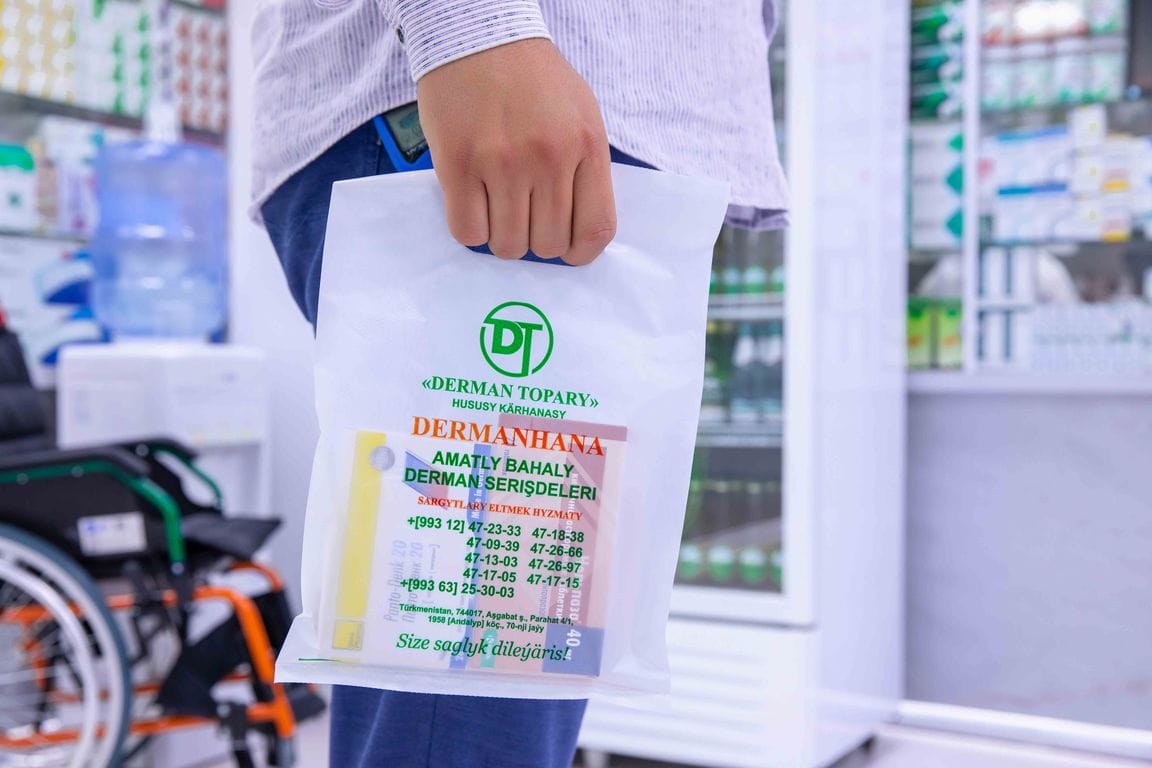 DT
«DERMAN TOPARY»
HUSUSY KÄRHANASY
DERMANHANA
AMATLY BAHALY
DERMAN SERIŞDELERI
SARGYTLARY ELTMEK HYZMATY
+[993 12] 47-23-33 47-18-38
47-09-39 47-26-66
47-13-03 47-26-97
47-17-05 47-17-15
+[993 63] 25-30-03
Türkmenistan, 744017, Aşgabat ş., Parahat 4/1,
1958 [Andalyp] köç., 70-nji jaýy
Size saglyk dileýäris!
Panto-Denk 20